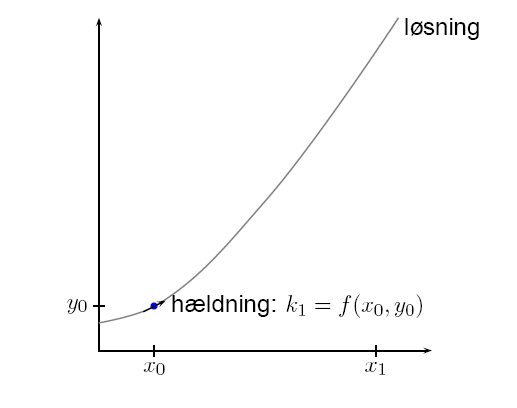 løsning
y₀
hældning: k₁ = f(x₀, y₀)
x₀
x₁